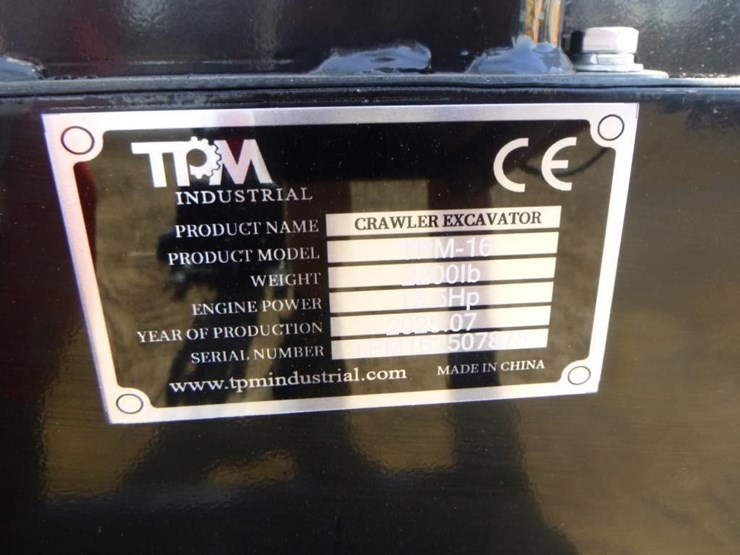 TPM
INDUSTRIAL
CE
PRODUCT NAME CRAWLER EXCAVATOR
PRODUCT MODEL
WEIGHT
ENGINE POWER
YEAR OF PRODUCTION
SERIAL NUMBER
www.tpmindustrial.com MADE IN CHINA